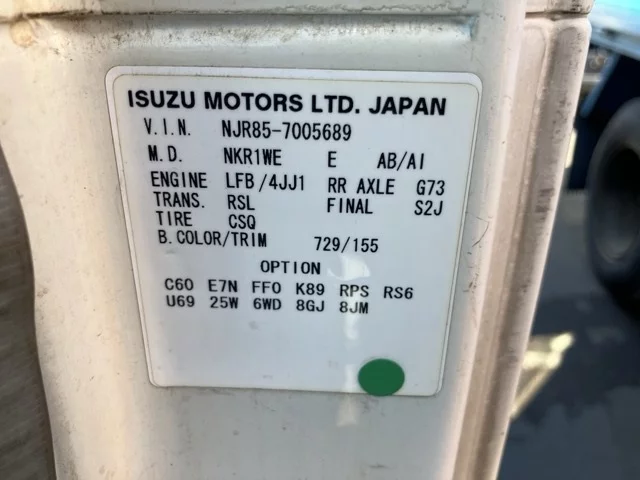 ISUZU MOTORS LTD. JAPAN
V.I.N. NJR85-7005689
M.D. NKR1WE E AB/AI
ENGINE LFB/4JJ1 RR AXLE G73
TRANS. RSL FINAL S2J
TIRE CSQ
B.COLOR/TRIM 729/155
OPTION
C60 E7N FF0 K89 RPS RS6
U69 25W 6WD 8GJ 8JM